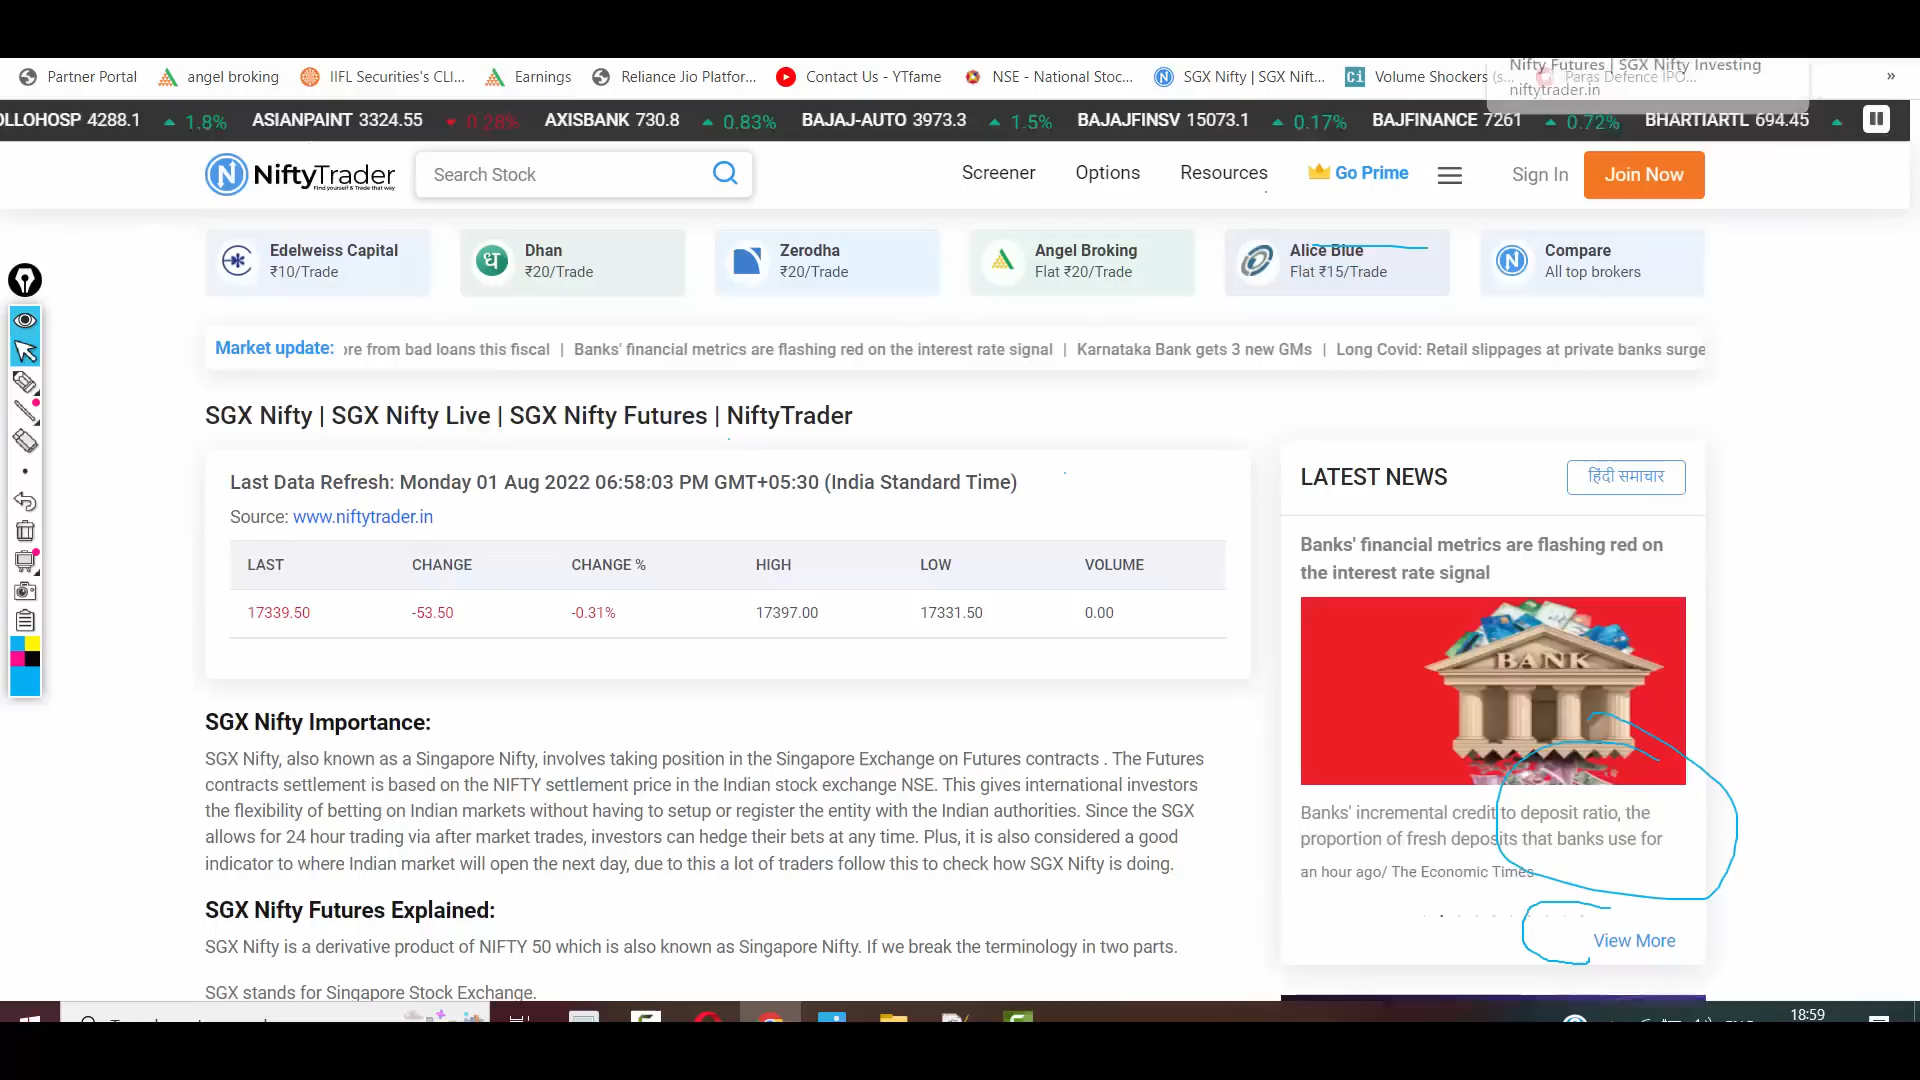 Partner Portal angel broking IIFL Securities's CLI... Earnings Reliance Jio Platfor... Contact Us - YTfame NSE - National Stoc... SGX Nifty | SGX Nift... Volume Shockers (s... Paras Defence IPO... »
Nifty Futures | SGX Nifty Investing
niftytrader.in
OLLOHOSP 4288.1 1.8% ASIANPAINT 3324.55 0.28% AXISBANK 730.8 0.83% BAJAJ-AUTO 3973.3 1.5% BAJAJFINSV 15073.1 0.17% BAJFINANCE 7261 0.72% BHARTIARTL 694.45
NiftyTrader
Find yourself & Trade that way
Search Stock
Screener Options Resources Go Prime Sign In Join Now
Edelweiss Capital
₹10/Trade
Dhan
₹20/Trade
Zerodha
₹20/Trade
Angel Broking
Flat ₹20/Trade
Alice Blue
Flat ₹15/Trade
Compare
All top brokers
Market update: ore from bad loans this fiscal | Banks' financial metrics are flashing red on the interest rate signal | Karnataka Bank gets 3 new GMs | Long Covid: Retail slippages at private banks surge
SGX Nifty | SGX Nifty Live | SGX Nifty Futures | NiftyTrader
Last Data Refresh: Monday 01 Aug 2022 06:58:03 PM GMT+05:30 (India Standard Time)
Source: www.niftytrader.in
LAST CHANGE CHANGE % HIGH LOW VOLUME
17339.50 -53.50 -0.31% 17397.00 17331.50 0.00
SGX Nifty Importance:
SGX Nifty, also known as a Singapore Nifty, involves taking position in the Singapore Exchange on Futures contracts . The Futures
contracts settlement is based on the NIFTY settlement price in the Indian stock exchange NSE. This gives international investors
the flexibility of betting on Indian markets without having to setup or register the entity with the Indian authorities. Since the SGX
allows for 24 hour trading via after market trades, investors can hedge their bets at any time. Plus, it is also considered a good
indicator to where Indian market will open the next day, due to this a lot of traders follow this to check how SGX Nifty is doing.
SGX Nifty Futures Explained:
SGX Nifty is a derivative product of NIFTY 50 which is also known as Singapore Nifty. If we break the terminology in two parts.
SGX stands for Singapore Stock Exchange.
LATEST NEWS
हिंदी समाचार
Banks' financial metrics are flashing red on
the interest rate signal
BANK
Banks' incremental credit to deposit ratio, the
proportion of fresh deposits that banks use for
an hour ago/ The Economic Times
View More
18:59